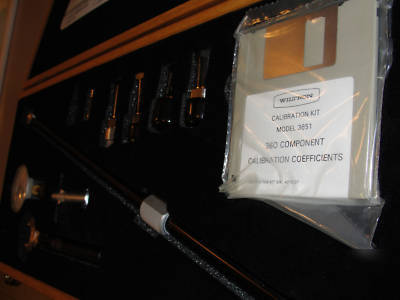 WILTRON
CALIBRATION KIT
MODEL 3651
360 COMPONENT
CALIBRATION COEFFICIENTS